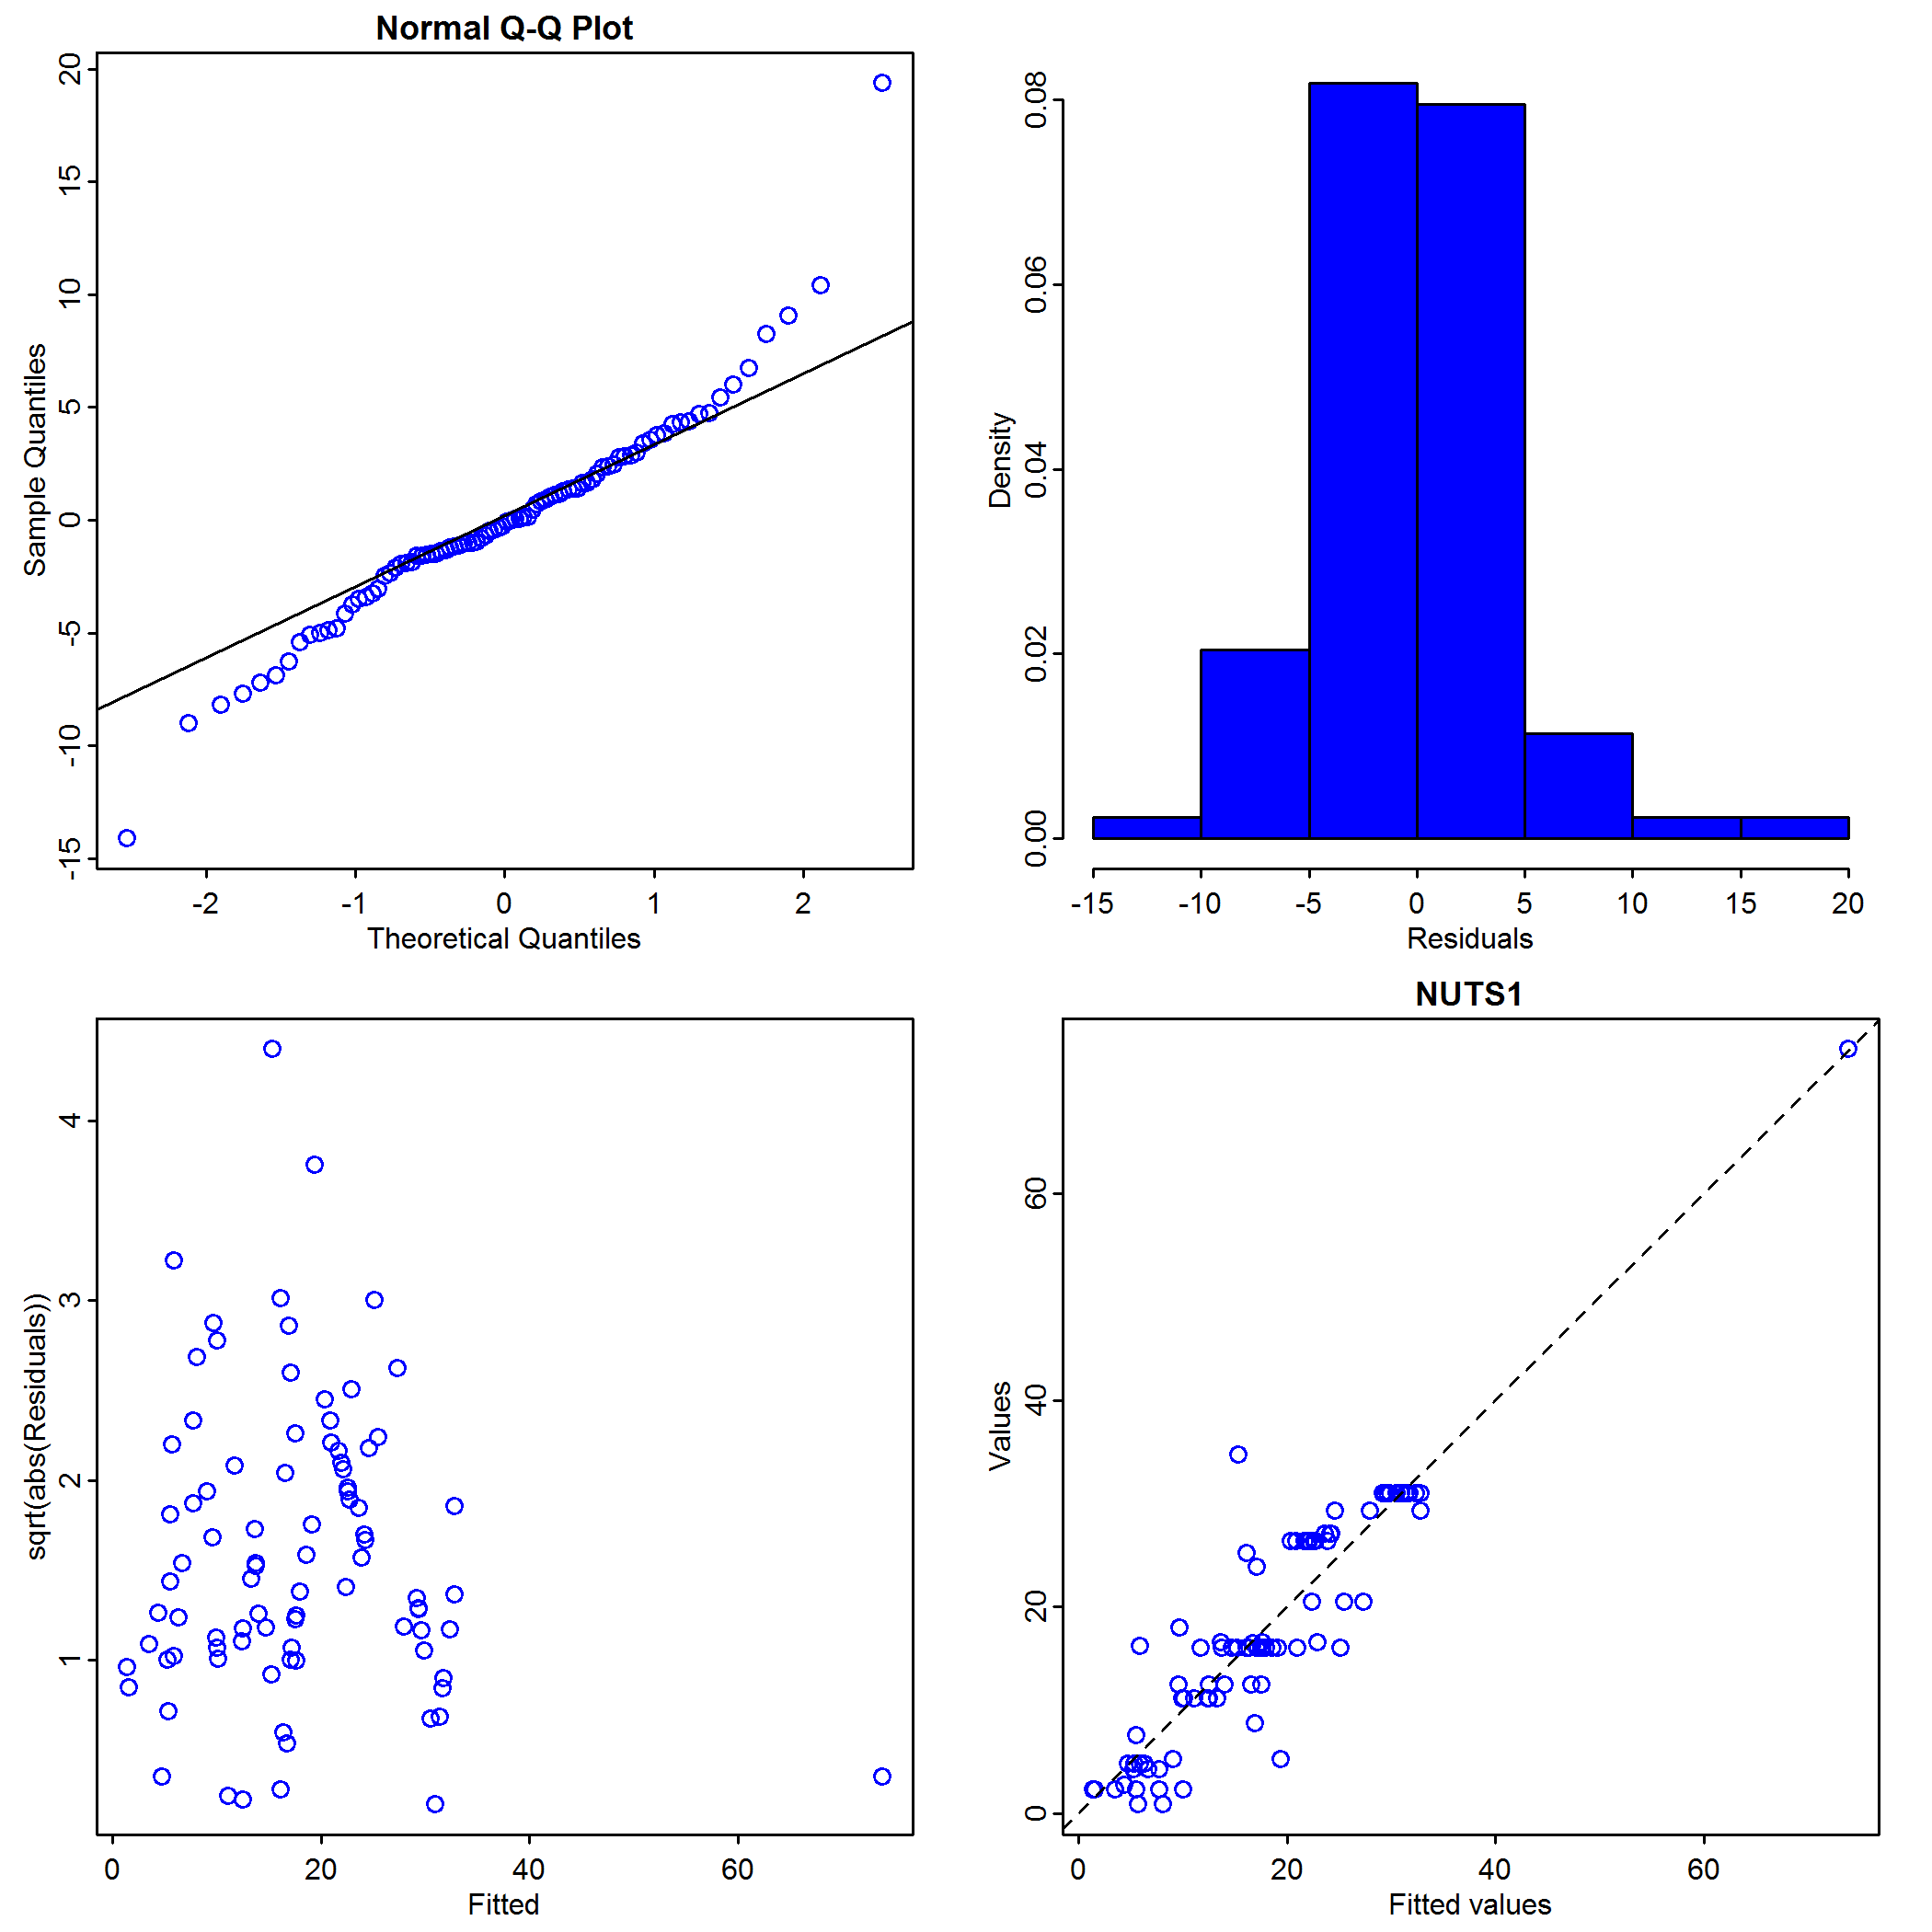 Normal Q-Q Plot
20
15
10
5
0
-5
-10
-15
Sample Quantiles
-2 -1 0 1 2
Theoretical Quantiles
0.08
0.06
0.04
0.02
0.00
Density
-15 -10 -5 0 5 10 15 20
Residuals
4
3
2
1
sqrt(abs(Residuals))
0 20 40 60
Fitted
NUTS1
60
40
20
0
Values
0 20 40 60
Fitted values